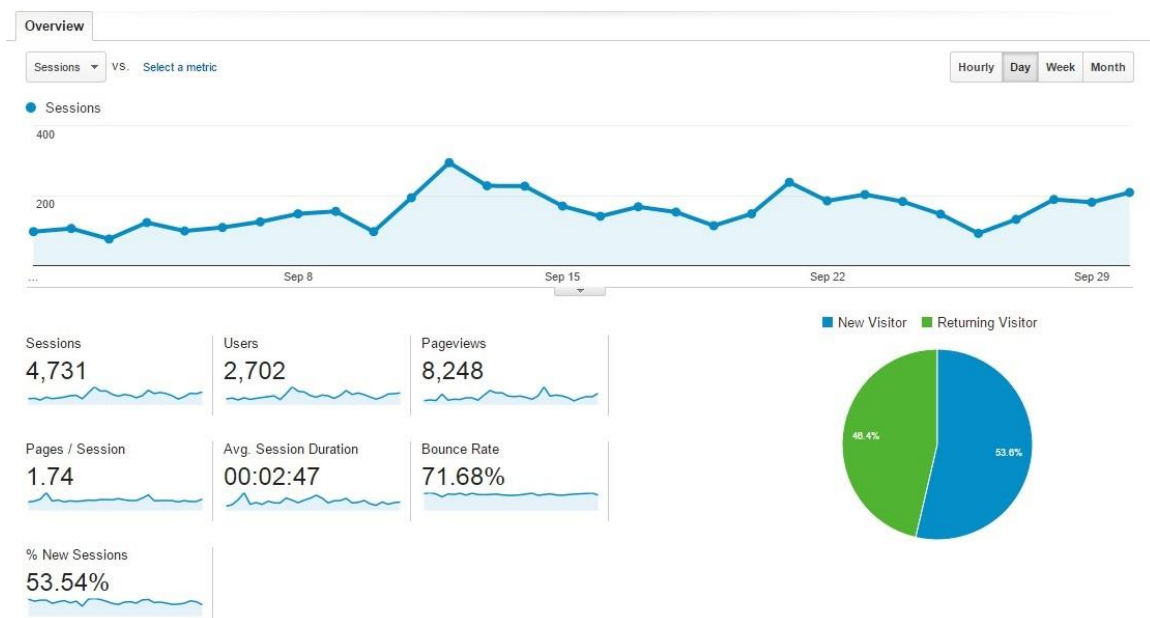 Overview
Sessions VS. Select a metric
Hourly Day Week Month
Sessions
400
200
... Sep 8 Sep 15 Sep 22 Sep 29
New Visitor Returning Visitor
Sessions Users Pageviews
4,731 2,702 8,248
46.4% 53.6%
Pages / Session Avg. Session Duration Bounce Rate
1.74 00:02:47 71.68%
% New Sessions
53.54%